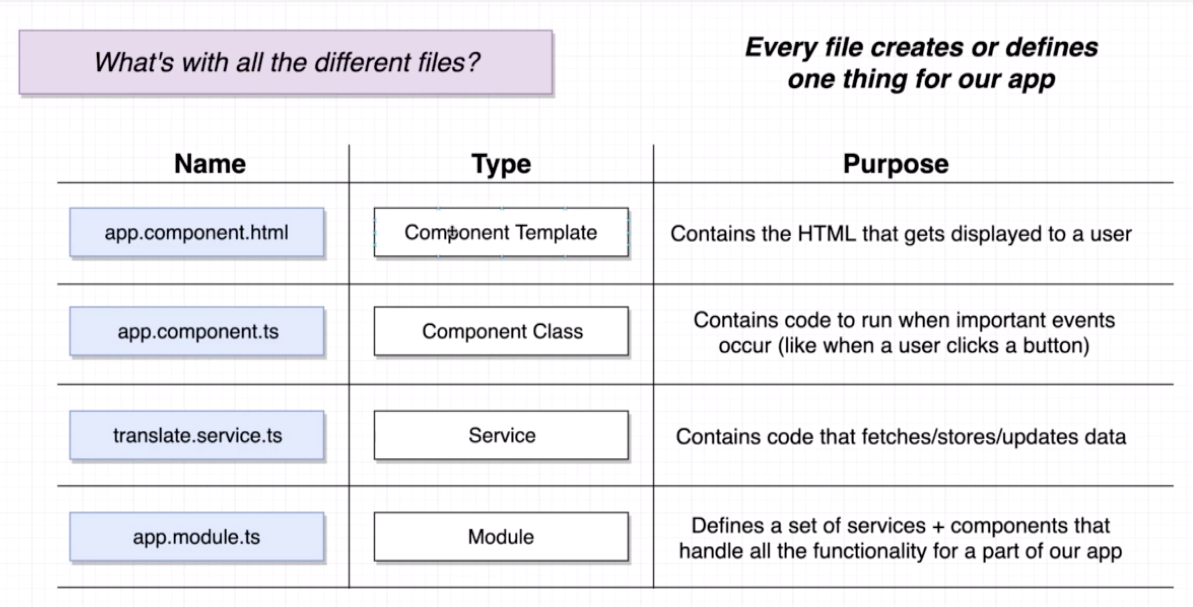 What's with all the different files?
Every file creates or defines
one thing for our app
Name
Type
Purpose
app.component.html
Component Template
Contains the HTML that gets displayed to a user
app.component.ts
Component Class
Contains code to run when important events
occur (like when a user clicks a button)
translate.service.ts
Service
Contains code that fetches/stores/updates data
app.module.ts
Module
Defines a set of services + components that
handle all the functionality for a part of our app